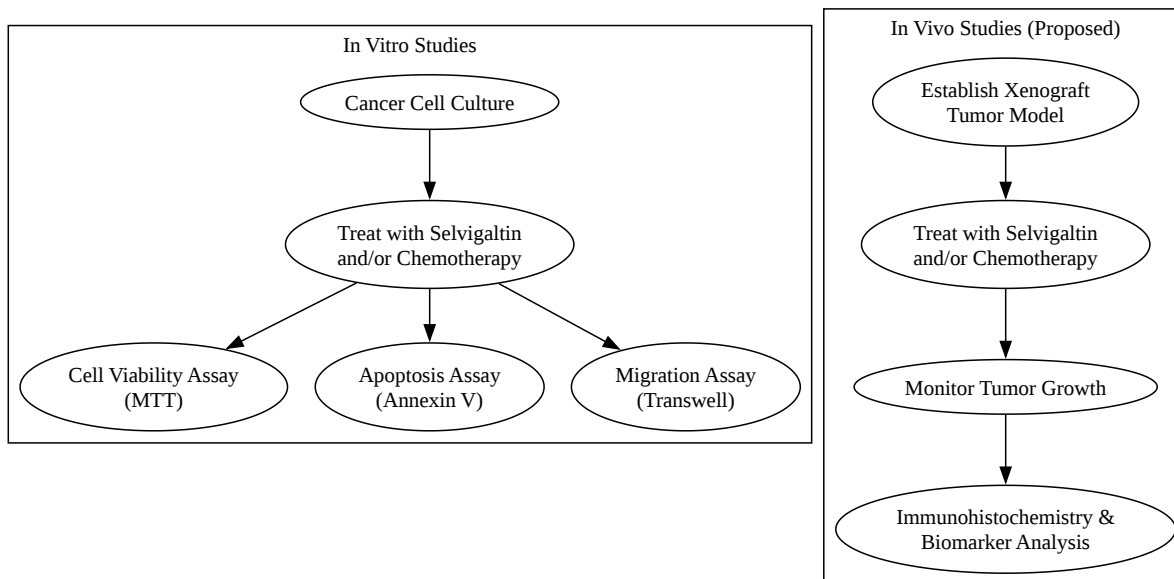 In Vitro Studies
Cancer Cell Culture
Treat with Selvigaltin
and/or Chemotherapy
Cell Viability Assay
(MTT)
Apoptosis Assay
(Annexin V)
Migration Assay
(Transwell)
In Vivo Studies (Proposed)
Establish Xenograft
Tumor Model
Treat with Selvigaltin
and/or Chemotherapy
Monitor Tumor Growth
Immunohistochemistry &
Biomarker Analysis